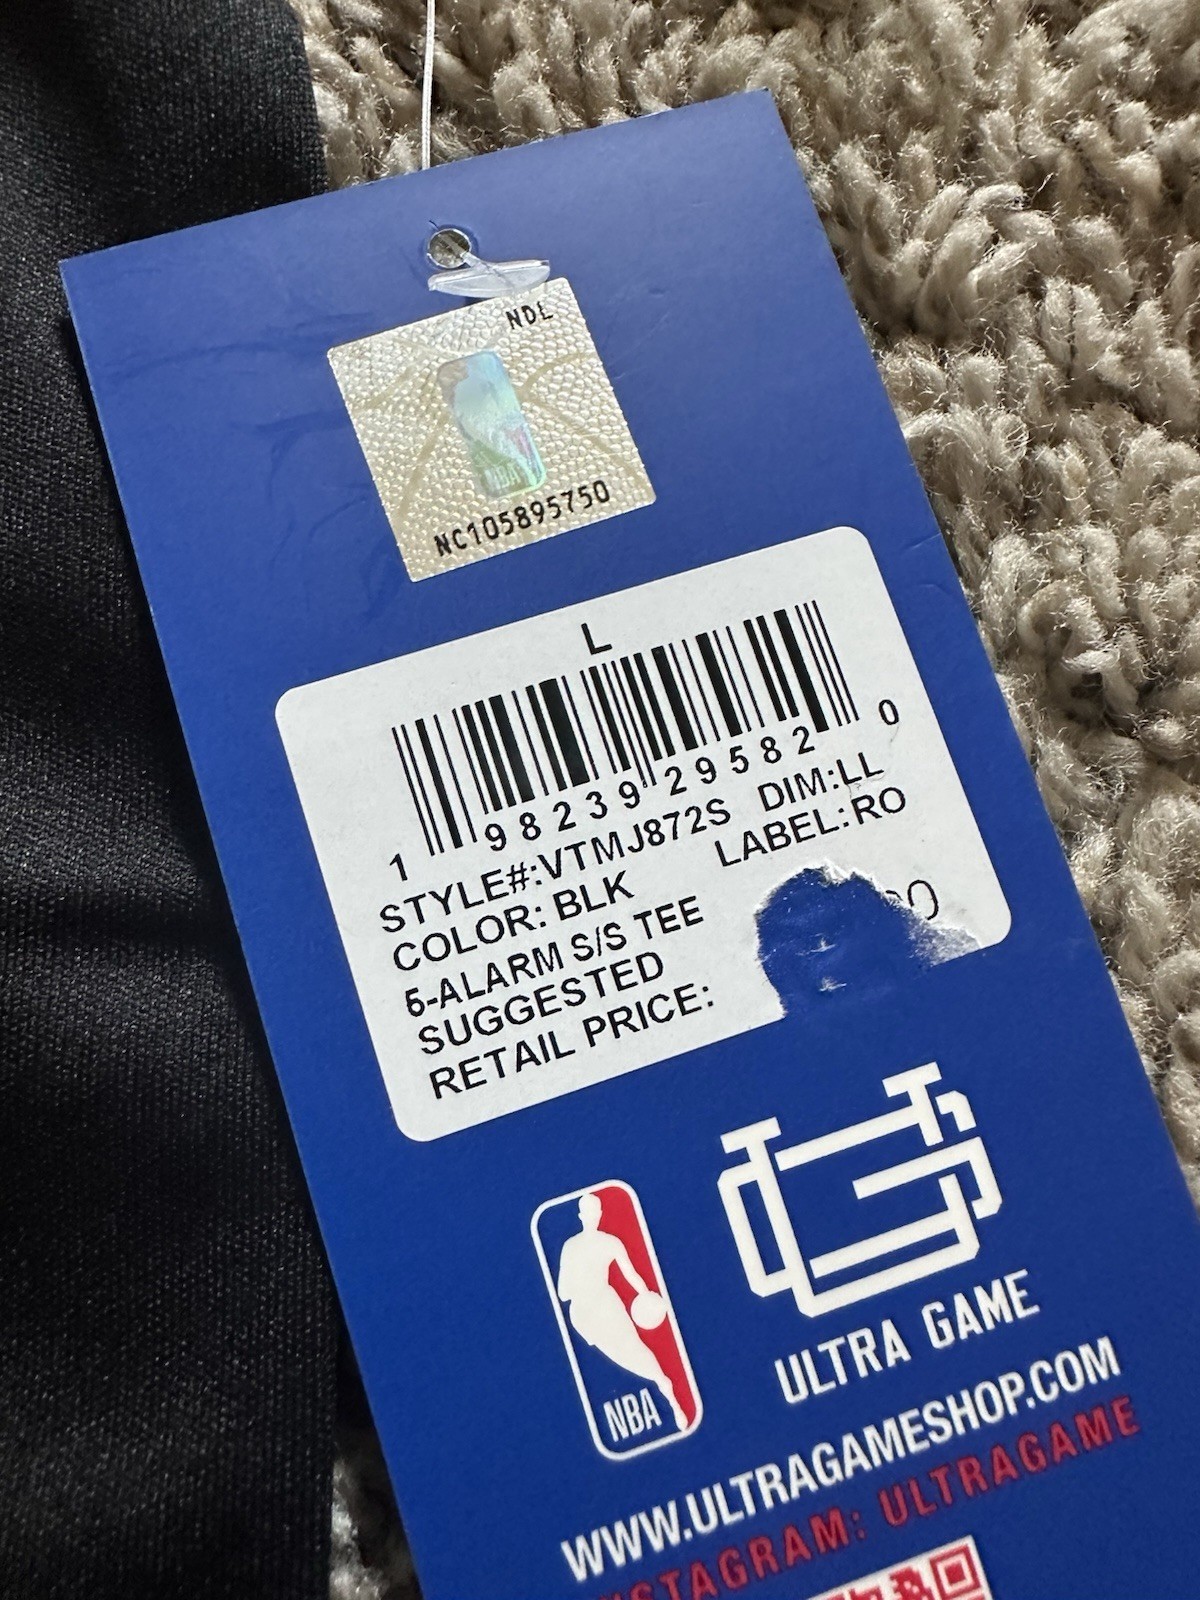 NDL
NBA
NC105895750
L
1 98239 29582 0
STYLE#:VTMJ872S DIM:LL
COLOR: BLK LABEL:RO
5-ALARM S/S TEE
SUGGESTED
RETAIL PRICE:
NBA
ULTRA GAME
WWW.ULTRAGAMESHOP.COM
INSTAGRAM: ULTRAGAME